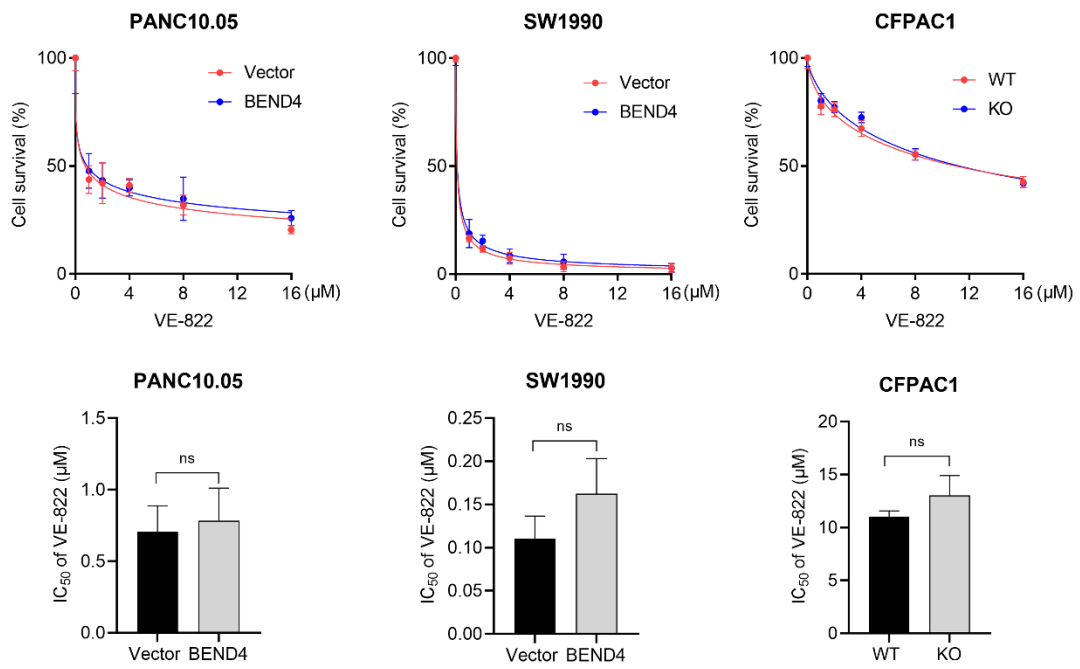 PANC10.05
Cell survival (%)
100
50
0
Vector
BEND4
0 4 8 12 16 (μM)
VE-822
SW1990
Cell survival (%)
100
50
0
Vector
BEND4
0 4 8 12 16 (μM)
VE-822
CFPAC1
Cell survival (%)
100
50
0
WT
KO
0 4 8 12 16 (μM)
VE-822
PANC10.05
IC50 of VE-822 (μM)
1.5
1.0
0.5
0.0
ns
Vector BEND4
SW1990
IC50 of VE-822 (μM)
0.25
0.20
0.15
0.10
0.05
0.00
ns
Vector BEND4
CFPAC1
IC50 of VE-822 (μM)
20
15
10
5
0
ns
WT KO